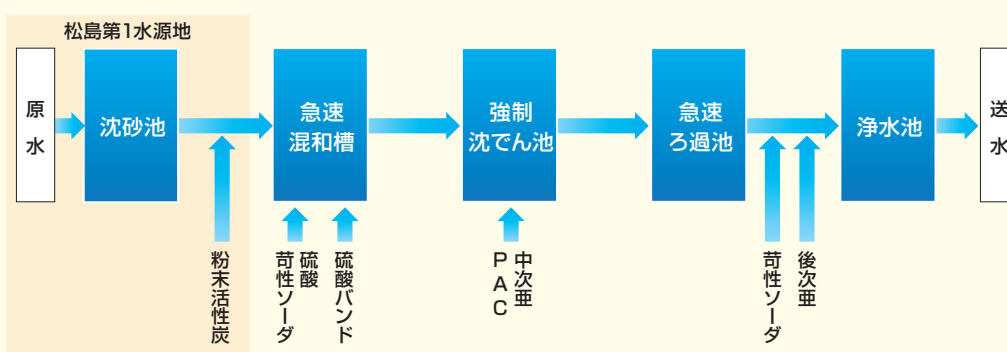 松島第1水源地
原水
沈砂池
急速
混和槽
強制
沈でん池
急速
ろ過池
浄水池
送水
粉末活性炭
硫酸
苛性ソーダ
硫酸バンド
中次亜
PAC
苛性ソーダ
後次亜